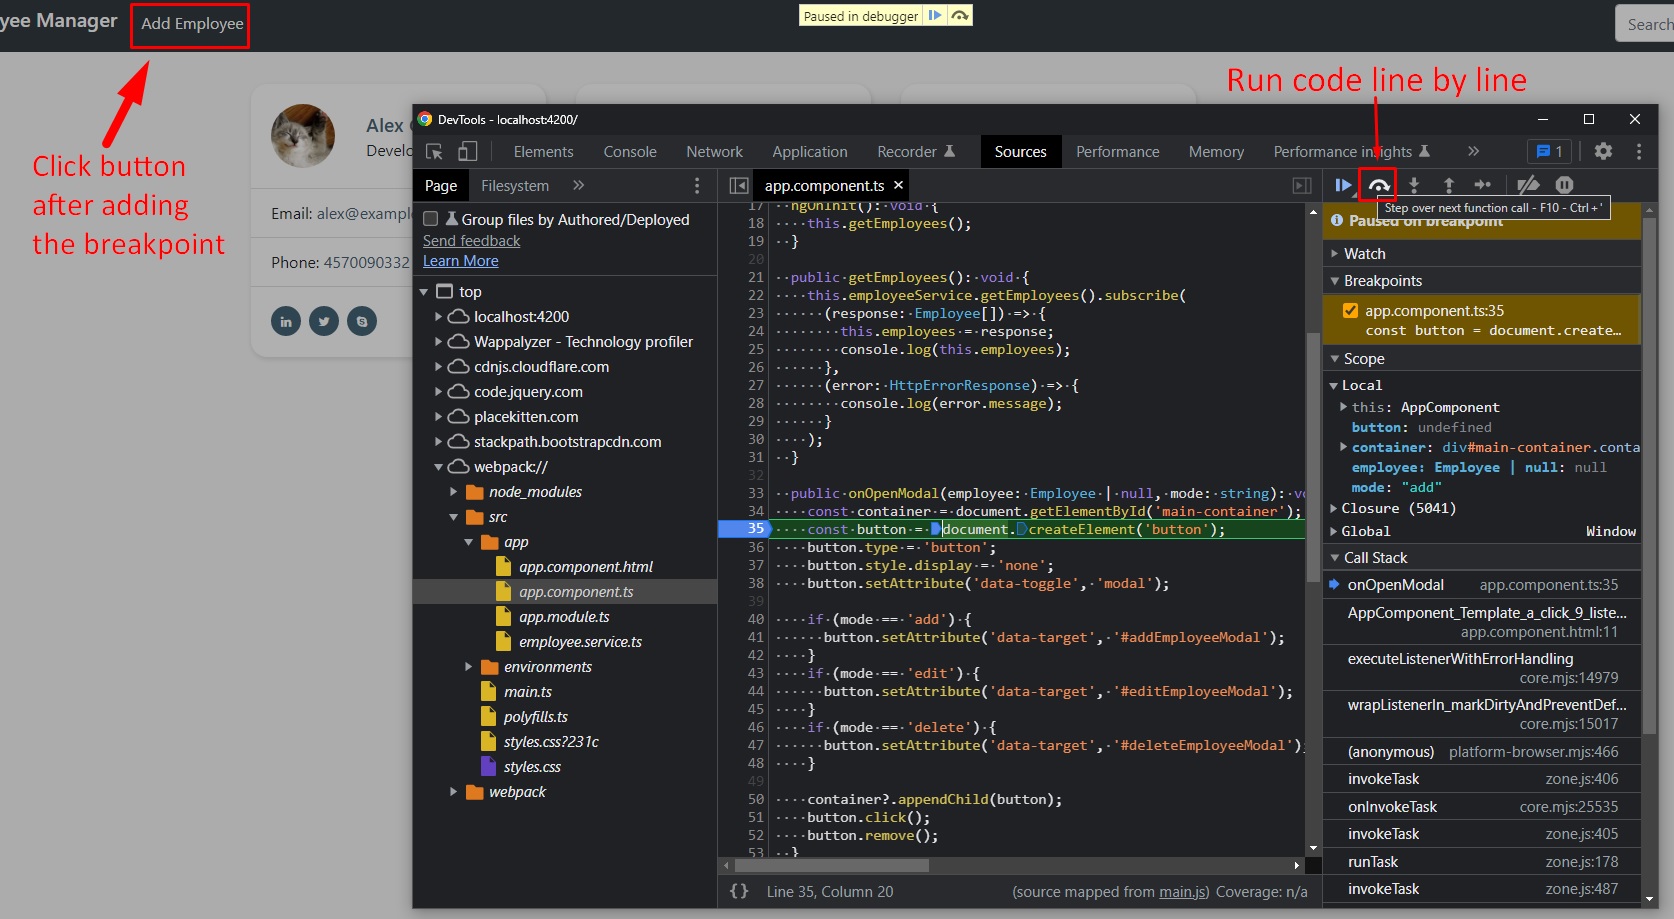 yee Manager
Add Employee
Paused in debugger
Search
Run code line by line
Click button
after adding
the breakpoint
Alex
Develo
Email: alex@example
Phone: 4570090332
DevTools - localhost:4200/
Elements
Console
Network
Application
Recorder
Sources
Performance
Memory
Performance insights
»
1
Page
Filesystem
»
app.component.ts ×
Step over next function call - F10 - Ctrl + '
Group files by Authored/Deployed
Send feedback
Learn More
top
localhost:4200
Wappalyzer - Technology profiler
cdnjs.cloudflare.com
code.jquery.com
placekitten.com
stackpath.bootstrapcdn.com
webpack://
node_modules
src
app
app.component.html
app.component.ts
app.module.ts
employee.service.ts
environments
main.ts
polyfills.ts
styles.css?231c
styles.css
webpack
17 ngOnInit(): void {
18 this.getEmployees();
19 }
20
21 public getEmployees(): void {
22 this.employeeService.getEmployees().subscribe(
23 (response: Employee[]) => {
24 this.employees = response;
25 console.log(this.employees);
26 },
27 (error: HttpErrorResponse) => {
28 console.log(error.message);
29 }
30 );
31 }
32
33 public onOpenModal(employee: Employee | null, mode: string): vo
34 const container = document.getElementById('main-container');
35 const button = document.createElement('button');
36 button.type = 'button';
37 button.style.display = 'none';
38 button.setAttribute('data-toggle', 'modal');
39
40 if (mode == 'add') {
41 button.setAttribute('data-target', '#addEmployeeModal');
42 }
43 if (mode == 'edit') {
44 button.setAttribute('data-target', '#editEmployeeModal');
45 }
46 if (mode == 'delete') {
47 button.setAttribute('data-target', '#deleteEmployeeModal');
48 }
49
50 container?.appendChild(button);
51 button.click();
52 button.remove();
53 }
{} Line 35, Column 20
(source mapped from main.js) Coverage: n/a
Paused on breakpoint
Watch
Breakpoints
app.component.ts:35
const button = document.create…
Scope
Local
this: AppComponent
button: undefined
container: div#main-container.conta
employee: Employee | null: null
mode: "add"
Closure (5041)
Global Window
Call Stack
onOpenModal app.component.ts:35
AppComponent_Template_a_click_9_liste…
app.component.html:11
executeListenerWithErrorHandling
core.mjs:14979
wrapListenerIn_markDirtyAndPreventDef…
core.mjs:15017
(anonymous) platform-browser.mjs:466
invokeTask zone.js:406
onInvokeTask core.mjs:25535
invokeTask zone.js:405
runTask zone.js:178
invokeTask zone.js:487